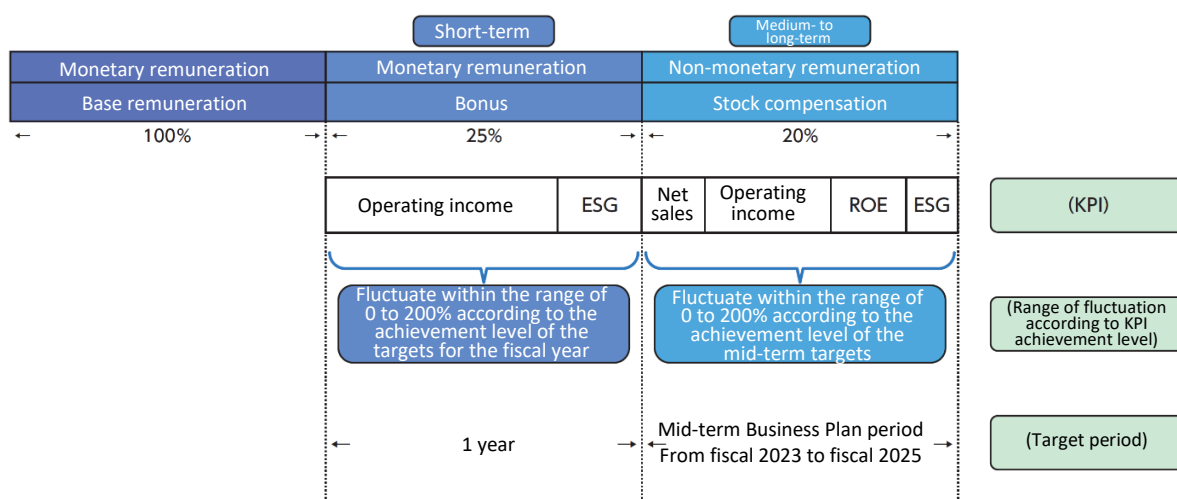 Short-term
Medium- to
long-term
Monetary remuneration
Monetary remuneration
Non-monetary remuneration
Base remuneration
Bonus
Stock compensation
← 100% →
← 25% →
← 20% →
Operating income
ESG
Net
sales
Operating
income
ROE
ESG
(KPI)
Fluctuate within the range of
0 to 200% according to the
achievement level of the
targets for the fiscal year
Fluctuate within the range of
0 to 200% according to the
achievement level of the
mid-term targets
(Range of fluctuation
according to KPI
achievement level)
← 1 year →
← Mid-term Business Plan period →
From fiscal 2023 to fiscal 2025
(Target period)